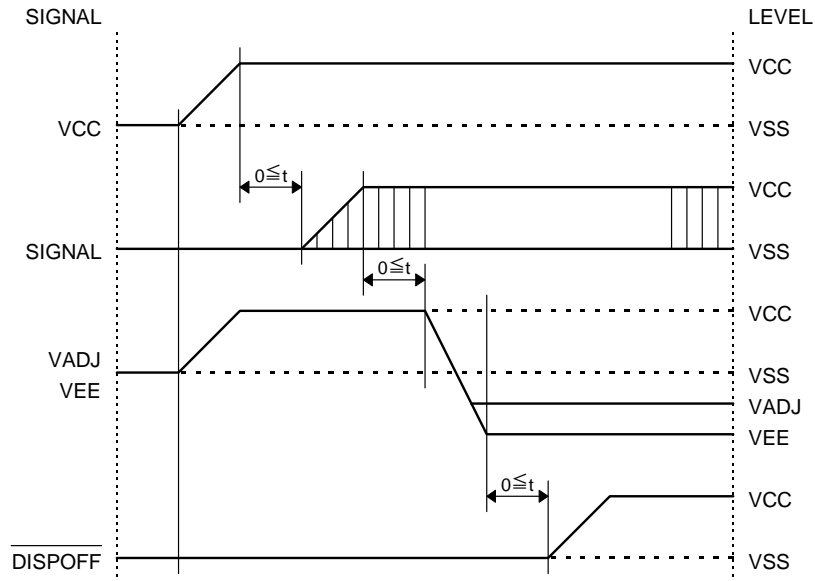 SIGNAL LEVEL
VCC
VCC VSS
0≦t VCC
SIGNAL VSS
0≦t
VCC
VADJ
VSS
VEE
VADJ
VEE
0≦t VCC
DISPOFF VSS